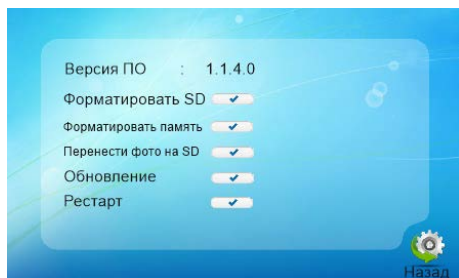 Версия ПО : 1.1.4.0
Форматировать SD
Форматировать память
Перенести фото на SD
Обновление
Рестарт
Назад